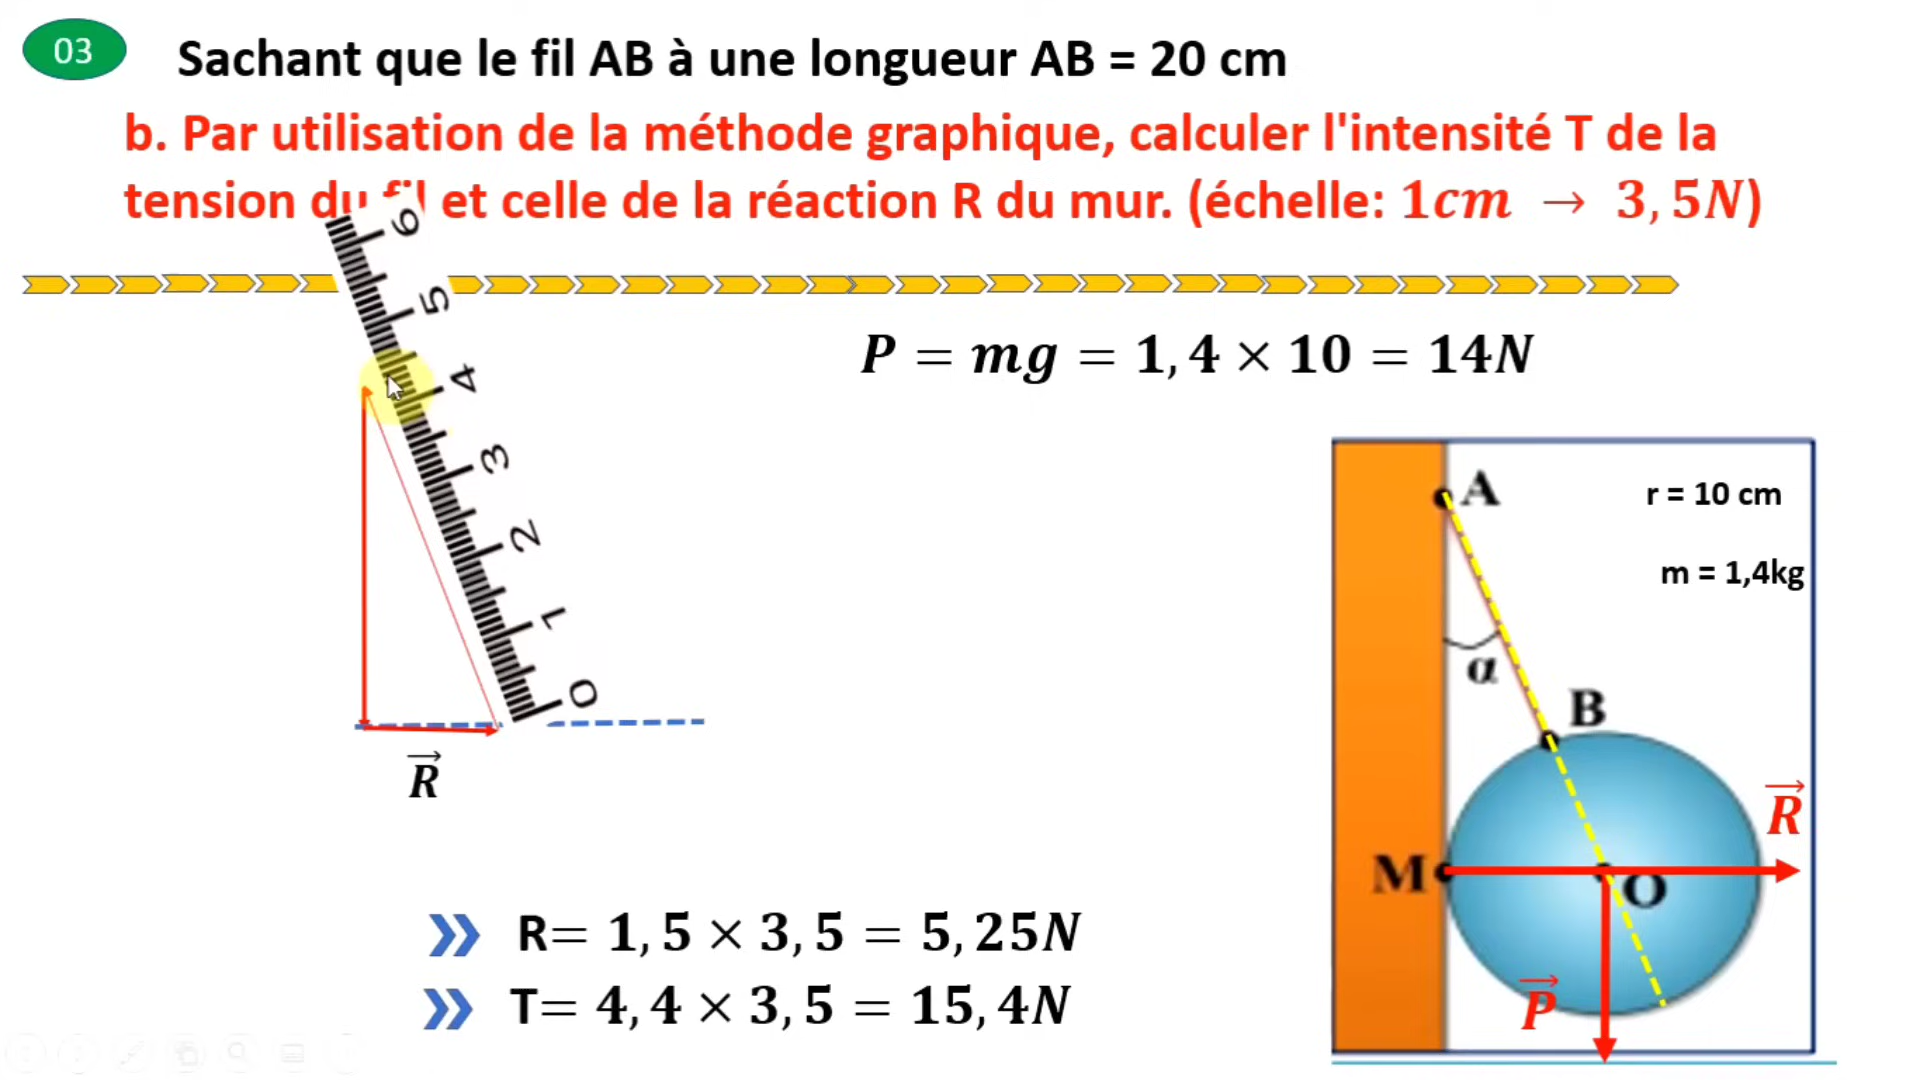 03
Sachant que le fil AB à une longueur AB = 20 cm
b. Par utilisation de la méthode graphique, calculer l'intensité T de la
tension du fil et celle de la réaction R du mur. (échelle: 1cm → 3,5N)
6
5
4
3
2
1
0
P = mg = 1,4 × 10 = 14N
R⃗
R= 1,5 × 3,5 = 5,25N
T= 4,4 × 3,5 = 15,4N
A
r = 10 cm
m = 1,4kg
α
B
R⃗
M
O
P⃗